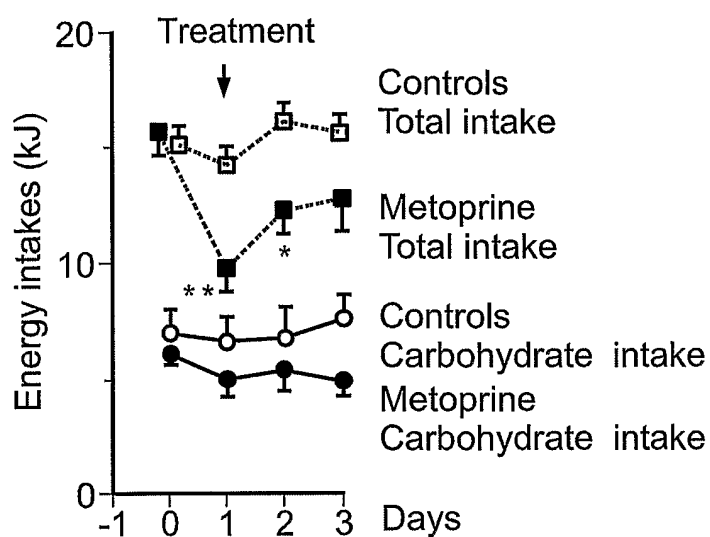 20
Treatment
Controls
Total intake
Metoprine
Total intake
Energy intakes (kJ)
10
*
**
Controls
Carbohydrate intake
Metoprine
Carbohydrate intake
0
-1 0 1 2 3 Days